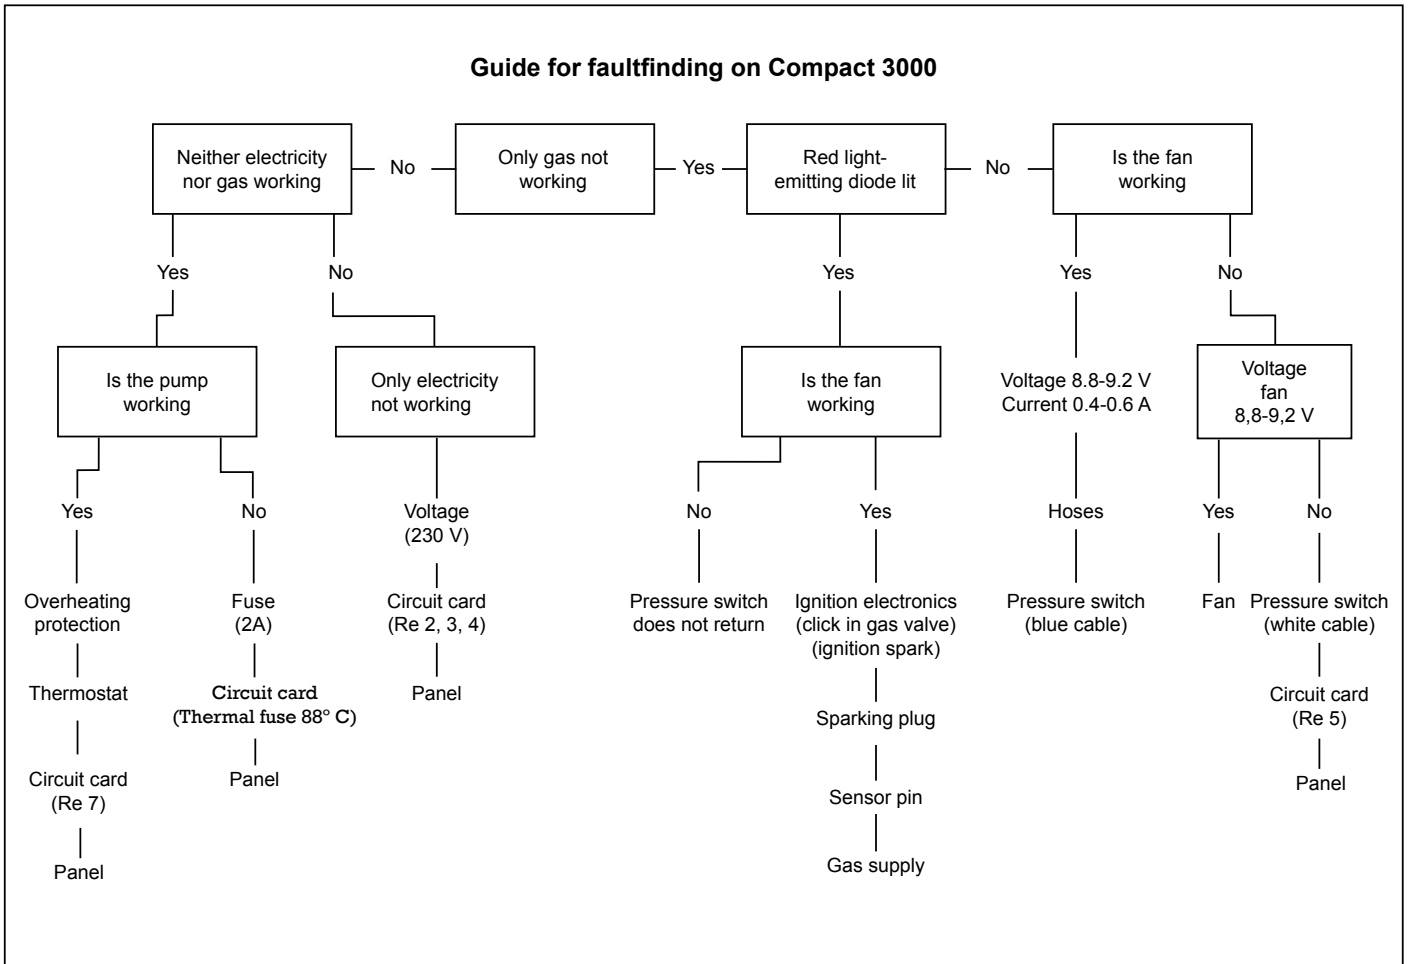 Guide for faultfinding on Compact 3000
Neither electricity
nor gas working
No
Only gas not
working
Yes
Red light-
emitting diode lit
No
Is the fan
working
Yes
No
Yes
Yes
No
Is the pump
working
Only electricity
not working
Is the fan
working
Voltage 8.8-9.2 V
Current 0.4-0.6 A
Voltage
fan
8,8-9,2 V
Yes
No
Voltage
(230 V)
No
Yes
Hoses
Yes
No
Overheating
protection
Fuse
(2A)
Circuit card
(Re 2, 3, 4)
Pressure switch
does not return
Ignition electronics
(click in gas valve)
(ignition spark)
Pressure switch
(blue cable)
Fan
Pressure switch
(white cable)
Thermostat
Circuit card
(Thermal fuse 88º C)
Panel
Sparking plug
Circuit card
(Re 5)
Circuit card
(Re 7)
Panel
Sensor pin
Panel
Panel
Gas supply